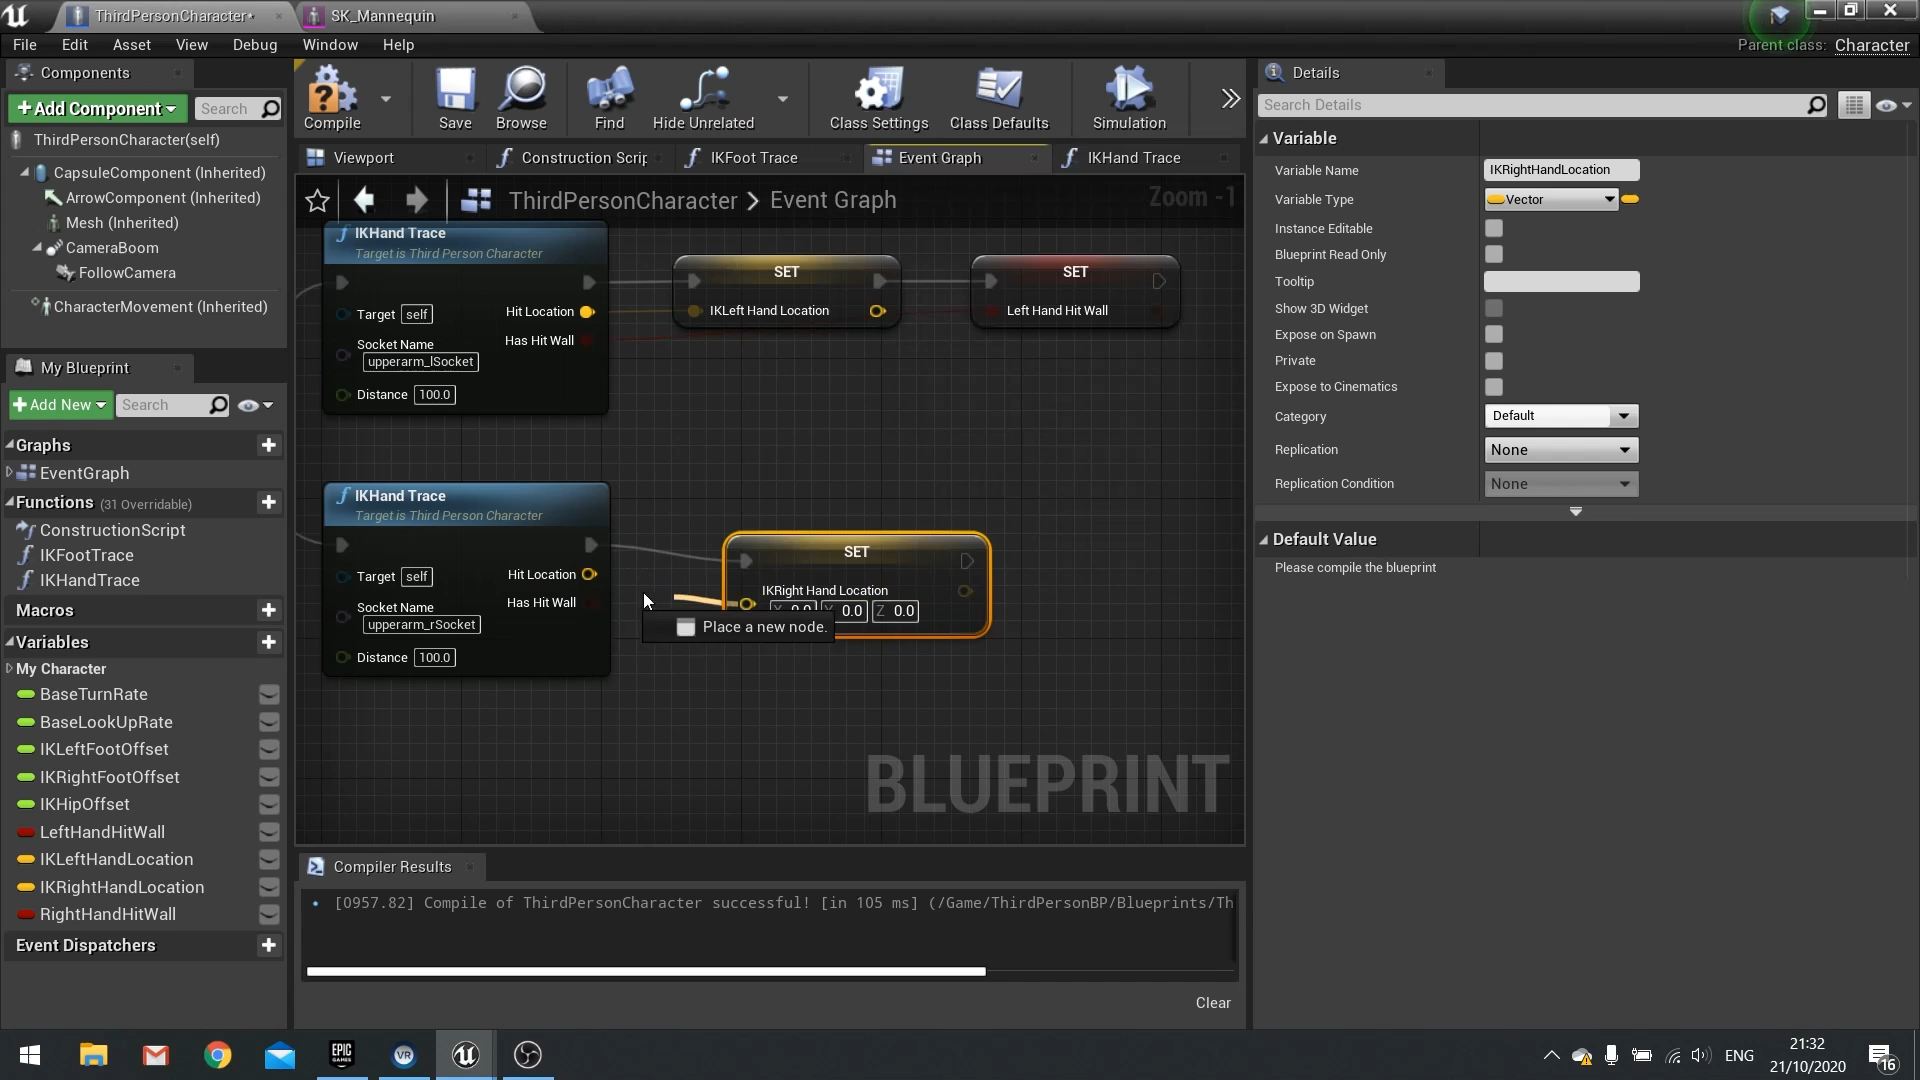 ThirdPersonCharacter*
SK_Mannequin
File Edit Asset View Debug Window Help
Parent class: Character
Components
+Add Component
Search
ThirdPersonCharacter(self)
CapsuleComponent (Inherited)
ArrowComponent (Inherited)
Mesh (Inherited)
CameraBoom
FollowCamera
CharacterMovement (Inherited)
My Blueprint
+Add New
Search
Graphs
EventGraph
Functions (31 Overridable)
ConstructionScript
IKFootTrace
IKHandTrace
Macros
Variables
My Character
BaseTurnRate
BaseLookUpRate
IKLeftFootOffset
IKRightFootOffset
IKHipOffset
LeftHandHitWall
IKLeftHandLocation
IKRightHandLocation
RightHandHitWall
Event Dispatchers
Compile
Save
Browse
Find
Hide Unrelated
Class Settings
Class Defaults
Simulation
Viewport
Construction Scrip
IKFoot Trace
Event Graph
IKHand Trace
ThirdPersonCharacter > Event Graph
Zoom -1
IKHand Trace
Target is Third Person Character
Target self
Hit Location
Has Hit Wall
Socket Name
upperarm_lSocket
Distance 100.0
SET
IKLeft Hand Location
SET
Left Hand Hit Wall
IKHand Trace
Target is Third Person Character
Target self
Hit Location
Has Hit Wall
Socket Name
upperarm_rSocket
Distance 100.0
SET
IKRight Hand Location
X 0.0 Y 0.0 Z 0.0
Place a new node.
BLUEPRINT
Compiler Results
[0957.82] Compile of ThirdPersonCharacter successful! [in 105 ms] (/Game/ThirdPersonBP/Blueprints/Th
Clear
Details
Search Details
Variable
Variable Name IKRightHandLocation
Variable Type Vector
Instance Editable
Blueprint Read Only
Tooltip
Show 3D Widget
Expose on Spawn
Private
Expose to Cinematics
Category Default
Replication None
Replication Condition None
Default Value
Please compile the blueprint
EPIC
GAMES
VR
ENG
21:32
21/10/2020
16